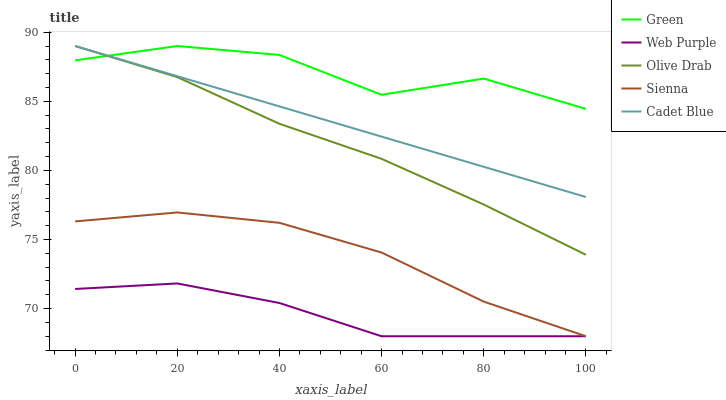 title
90
85
80
75
70
0
20
40
60
80
100
xaxis_label
yaxis_label
Green
Web Purple
Olive Drab
Sienna
Cadet Blue